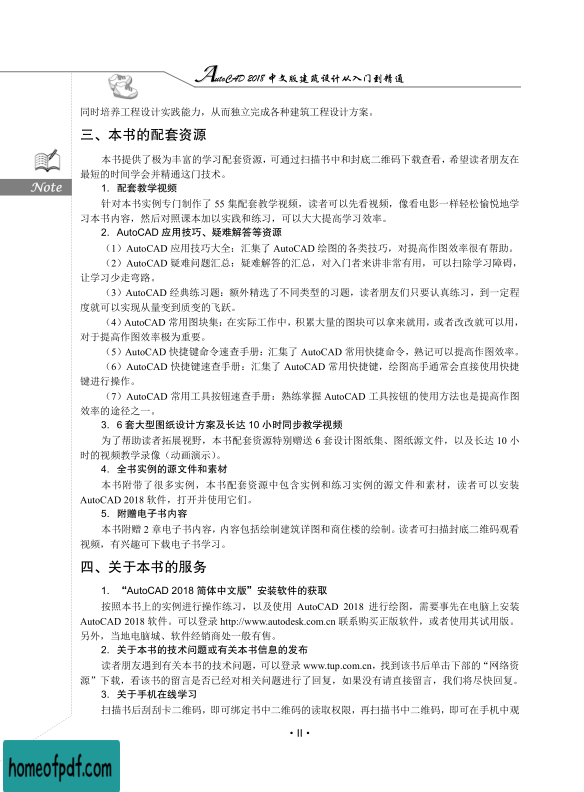 AutoCAD 2018 中文版建筑设计从入门到精通
同时培养工程设计实践能力，从而独立完成各种建筑工程设计方案。
三、本书的配套资源
本书提供了极为丰富的学习配套资源，可通过扫描书中和封底二维码下载查看，希望读者朋友在
最短的时间学会并精通这门技术。
Note
1．配套教学视频
针对本书实例专门制作了 55 集配套教学视频，读者可以先看视频，像看电影一样轻松愉悦地学
习本书内容，然后对照课本加以实践和练习，可以大大提高学习效率。
2．AutoCAD 应用技巧、疑难解答等资源
（1）AutoCAD 应用技巧大全：汇集了 AutoCAD 绘图的各类技巧，对提高作图效率很有帮助。
（2）AutoCAD 疑难问题汇总：疑难解答的汇总，对入门者来讲非常有用，可以扫除学习障碍，
让学习少走弯路。
（3）AutoCAD 经典练习题：额外精选了不同类型的习题，读者朋友们只要认真练习，到一定程
度就可以实现从量变到质变的飞跃。
（4）AutoCAD 常用图块集：在实际工作中，积累大量的图块可以拿来就用，或者改改就可以用，
对于提高作图效率极为重要。
（5）AutoCAD 快捷键命令速查手册：汇集了 AutoCAD 常用快捷命令，熟记可以提高作图效率。
（6）AutoCAD 快捷键速查手册：汇集了 AutoCAD 常用快捷键，绘图高手通常会直接使用快捷
键进行操作。
（7）AutoCAD 常用工具按钮速查手册：熟练掌握 AutoCAD 工具按钮的使用方法也是提高作图
效率的途径之一。
3．6 套大型图纸设计方案及长达 10 小时同步教学视频
为了帮助读者拓展视野，本书配套资源特别赠送 6 套设计图纸集、图纸源文件，以及长达 10 小
时的视频教学录像（动画演示）。
4．全书实例的源文件和素材
本书附带了很多实例，本书配套资源中包含实例和练习实例的源文件和素材，读者可以安装
AutoCAD 2018 软件，打开并使用它们。
5．附赠电子书内容
本书附赠 2 章电子书内容，内容包括绘制建筑详图和商住楼的绘制。读者可扫描封底二维码观看
视频，有兴趣可下载电子书学习。
四、关于本书的服务
1．“AutoCAD 2018 简体中文版”安装软件的获取
按照本书上的实例进行操作练习，以及使用 AutoCAD 2018 进行绘图，需要事先在电脑上安装
AutoCAD 2018 软件。可以登录 http://www.autodesk.com.cn 联系购买正版软件，或者使用其试用版。
另外，当地电脑城、软件经销商处一般有售。
2．关于本书的技术问题或有关本书信息的发布
读者朋友遇到有关本书的技术问题，可以登录 www.tup.com.cn，找到该书后单击下部的“网络资
源”下载，看该书的留言是否已经对相关问题进行了回复，如果没有请直接留言，我们将尽快回复。
3．关于手机在线学习
扫描书后刮刮卡二维码，即可绑定书中二维码的读取权限，再扫描书中二维码，即可在手机中观
• II •
homeofpdf.com